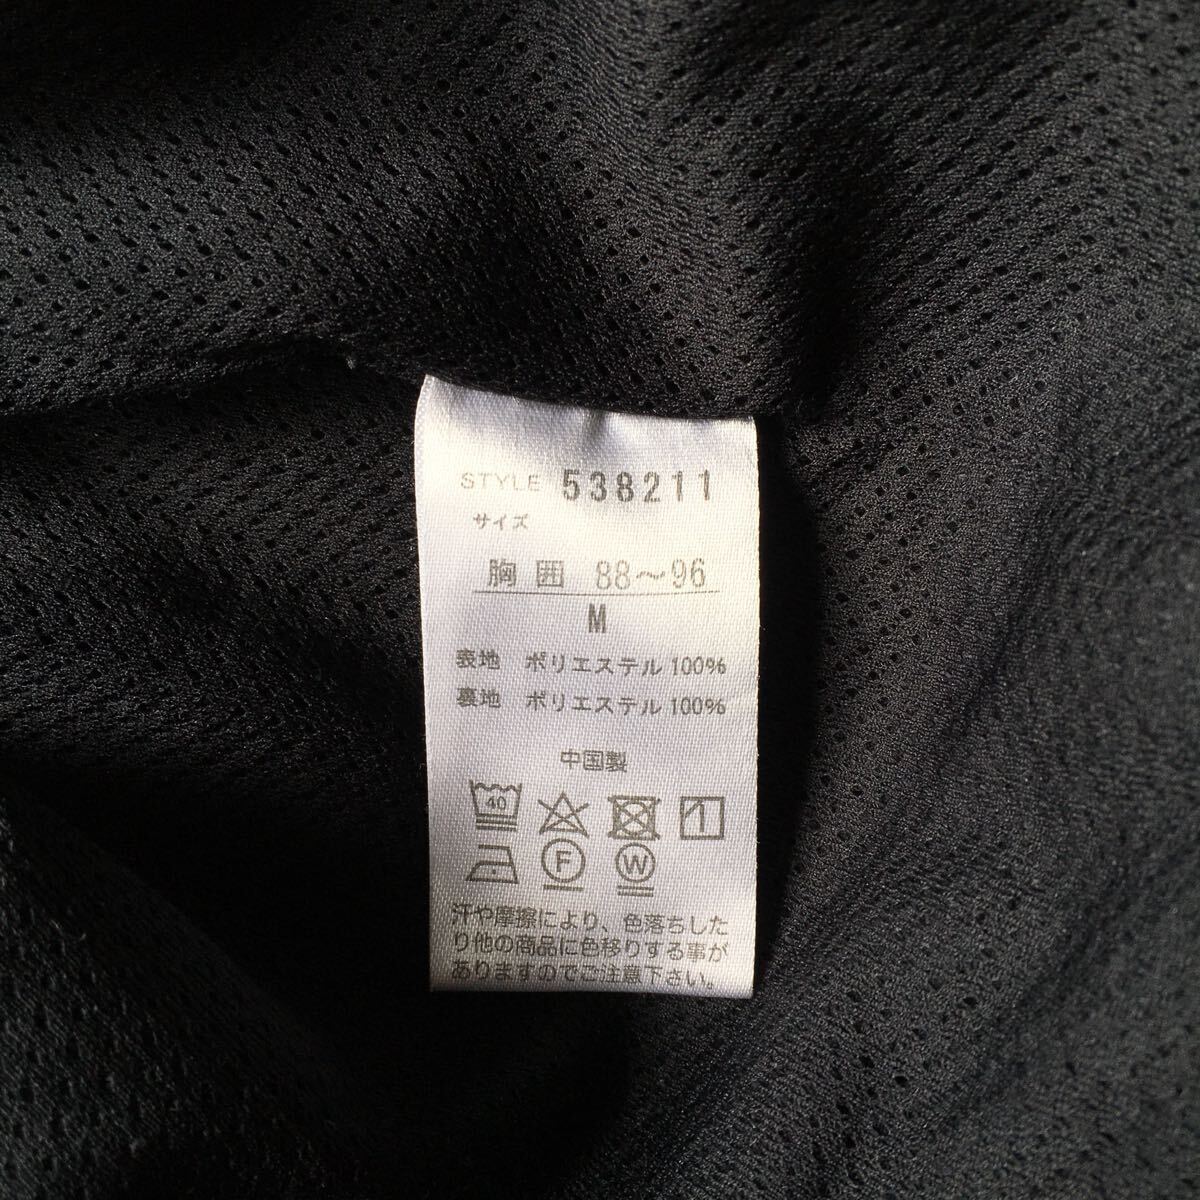 STYLE 538211
サイズ
胸囲 88～96
M
表地 ポリエステル 100%
裏地 ポリエステル 100%
中国製
40
F W
汗や摩擦により、色落ちした
り他の商品に色移りする事が
ありますのでご注意下さい。